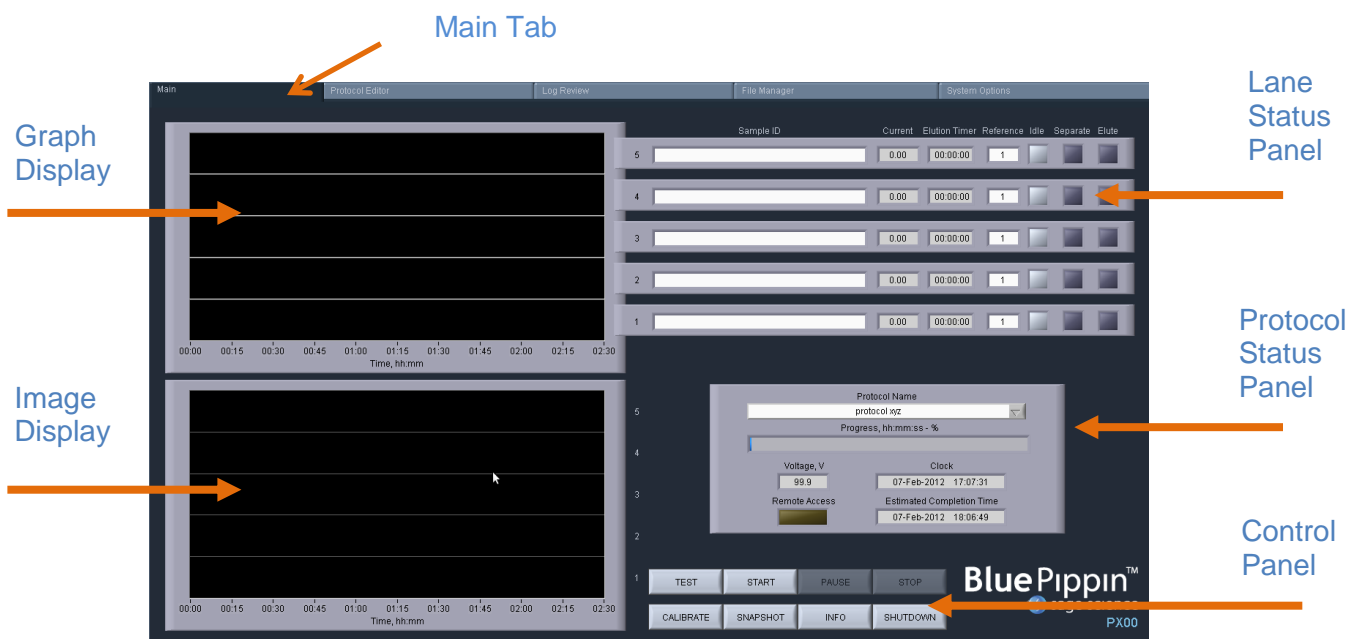 Main Tab
Graph
Display
Image
Display
Lane
Status
Panel
Protocol
Status
Panel
Control
Panel
Main Protocol Editor Log Review File Manager System Options
Sample ID Current Elution Timer Reference Idle Separate Elute
5 0.00 00:00:00 1
4 0.00 00:00:00 1
3 0.00 00:00:00 1
2 0.00 00:00:00 1
1 0.00 00:00:00 1
00:00 00:15 00:30 00:45 01:00 01:15 01:30 01:45 02:00 02:15 02:30
Time, hh:mm
5
4
3
2
1
00:00 00:15 00:30 00:45 01:00 01:15 01:30 01:45 02:00 02:15 02:30
Time, hh:mm
Protocol Name
protocol xyz
Progress, hh:mm:ss - %
Voltage, V Clock
99.9 07-Feb-2012 17:07:31
Remote Access Estimated Completion Time
07-Feb-2012 18:06:49
TEST START PAUSE STOP
CALIBRATE SNAPSHOT INFO SHUTDOWN
BluePippin™
PX00